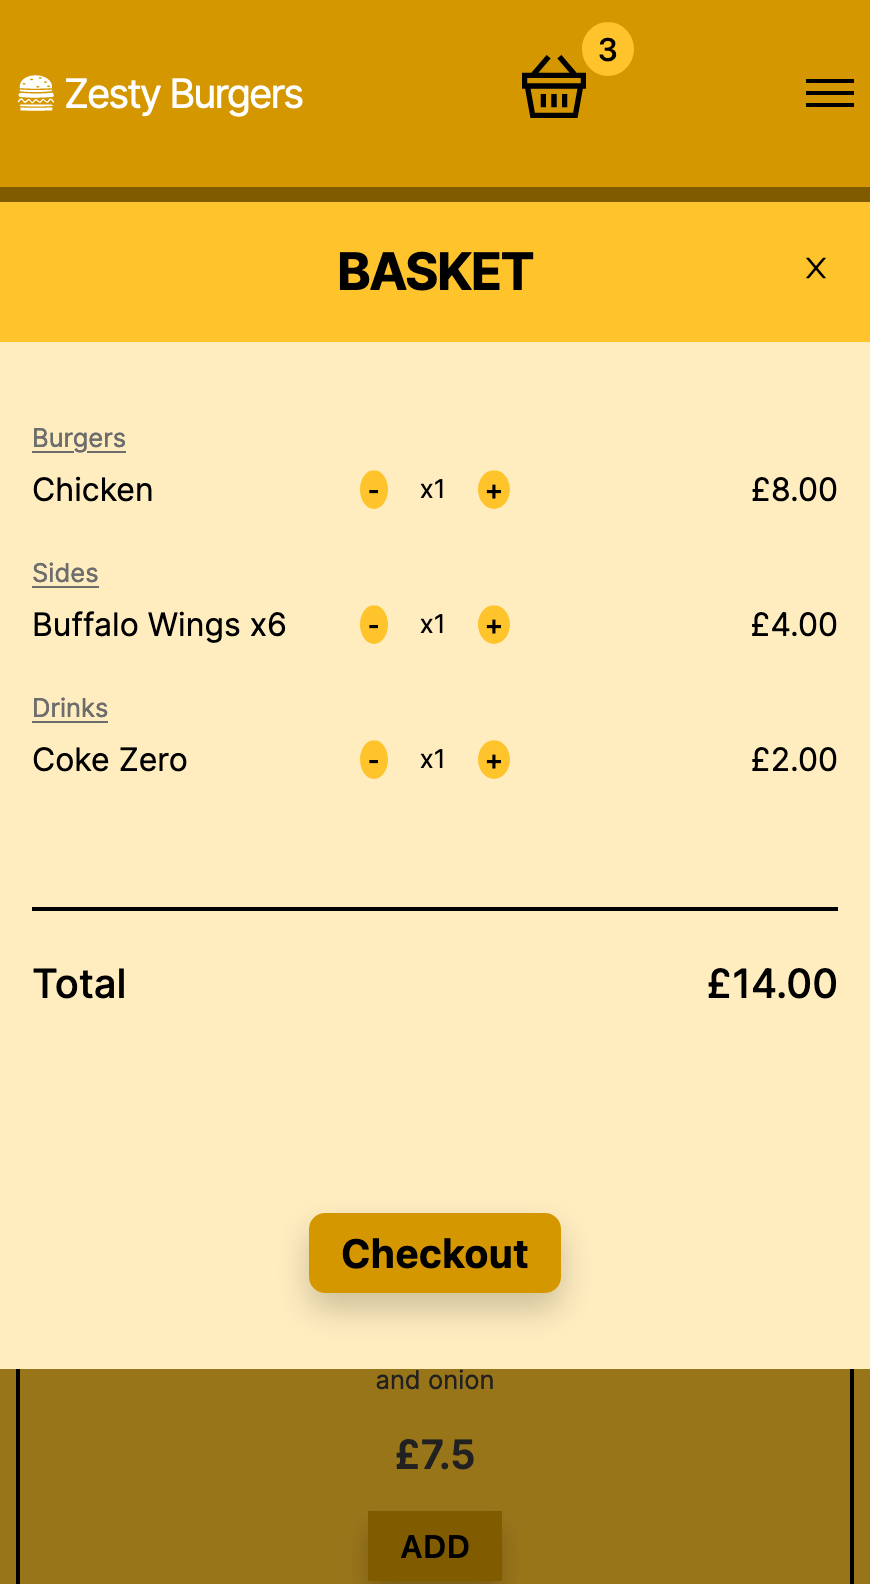 Zesty Burgers
3
BASKET
X
Burgers
Chicken - x1 + £8.00
Sides
Buffalo Wings x6 - x1 + £4.00
Drinks
Coke Zero - x1 + £2.00
Total £14.00
Checkout
and onion
£7.5
ADD